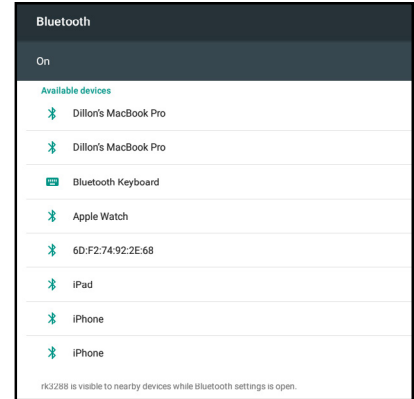 Bluetooth
On
Available devices
Dillon's MacBook Pro
Dillon's MacBook Pro
Bluetooth Keyboard
Apple Watch
6D:F2:74:92:2E:68
iPad
iPhone
iPhone
rk3288 is visible to nearby devices while Bluetooth settings is open.